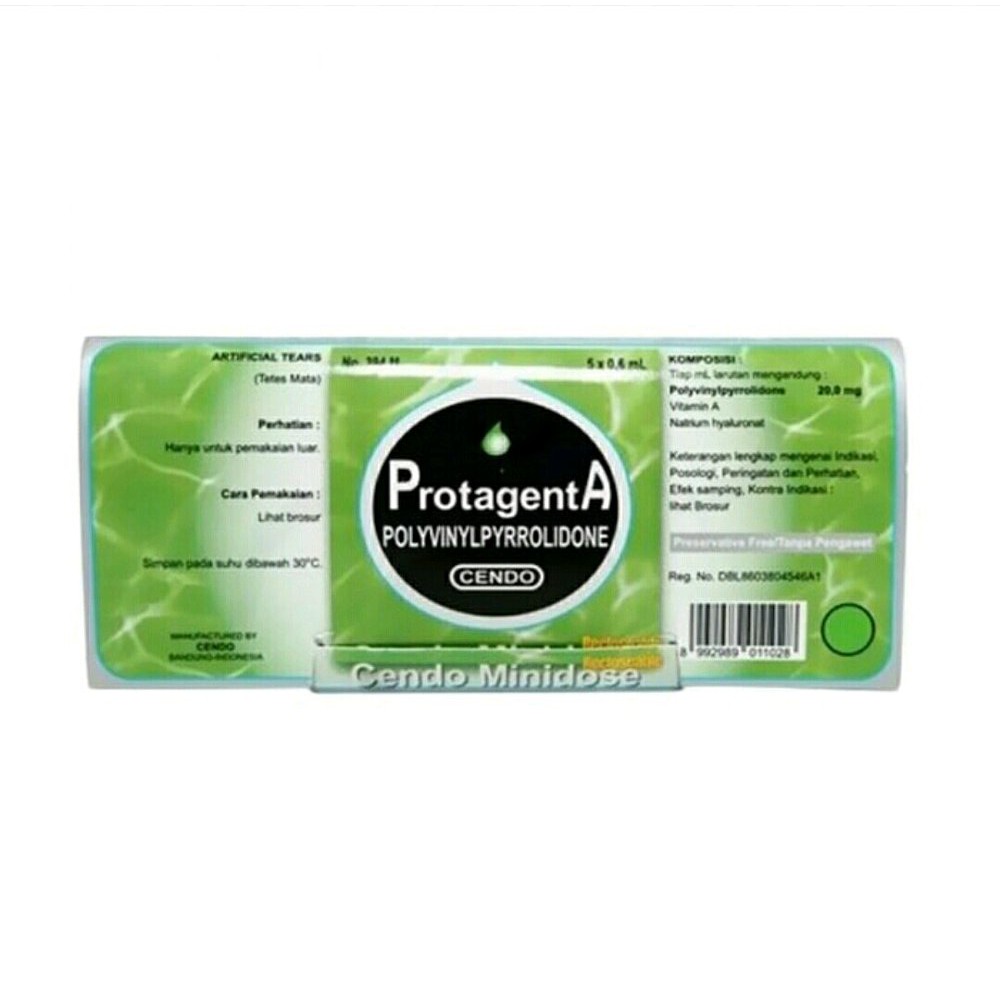 ARTIFICIAL TEARS
(Tetes Mata)
Perhatian :
Hanya untuk pemakaian luar.
Cara Pemakaian :
Lihat brosur
Simpan pada suhu dibawah 30°C.
MANUFACTURED BY
CENDO
BANDUNG-INDONESIA
No.
5 x 0,6 mL
ProtagentA
POLYVINYLPYRROLIDONE
CENDO
Recloseable
Cendo Minidose
KOMPOSISI :
Tiap mL larutan mengandung :
Polyvinylpyrrolidone 20,0 mg
Vitamin A
Natrium hyaluronat
Keterangan lengkap mengenai Indikasi,
Posologi, Peringatan dan Perhatian,
Efek samping, Kontra Indikasi :
lihat Brosur
Preservative Free/Tanpa Pengawet
Reg. No. DBL8603804546A1
8 992989 011028